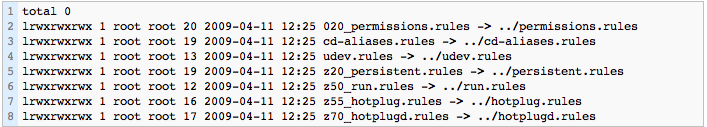 1 total 0
2 lrwxrwxrwx 1 root root 20 2009-04-11 12:25 020_permissions.rules -> ../permissions.rules
3 lrwxrwxrwx 1 root root 19 2009-04-11 12:25 cd-aliases.rules -> ../cd-aliases.rules
4 lrwxrwxrwx 1 root root 13 2009-04-11 12:25 udev.rules -> ../udev.rules
5 lrwxrwxrwx 1 root root 19 2009-04-11 12:25 z20_persistent.rules -> ../persistent.rules
6 lrwxrwxrwx 1 root root 12 2009-04-11 12:25 z50_run.rules -> ../run.rules
7 lrwxrwxrwx 1 root root 16 2009-04-11 12:25 z55_hotplug.rules -> ../hotplug.rules
8 lrwxrwxrwx 1 root root 17 2009-04-11 12:25 z70_hotplugd.rules -> ../hotplugd.rules